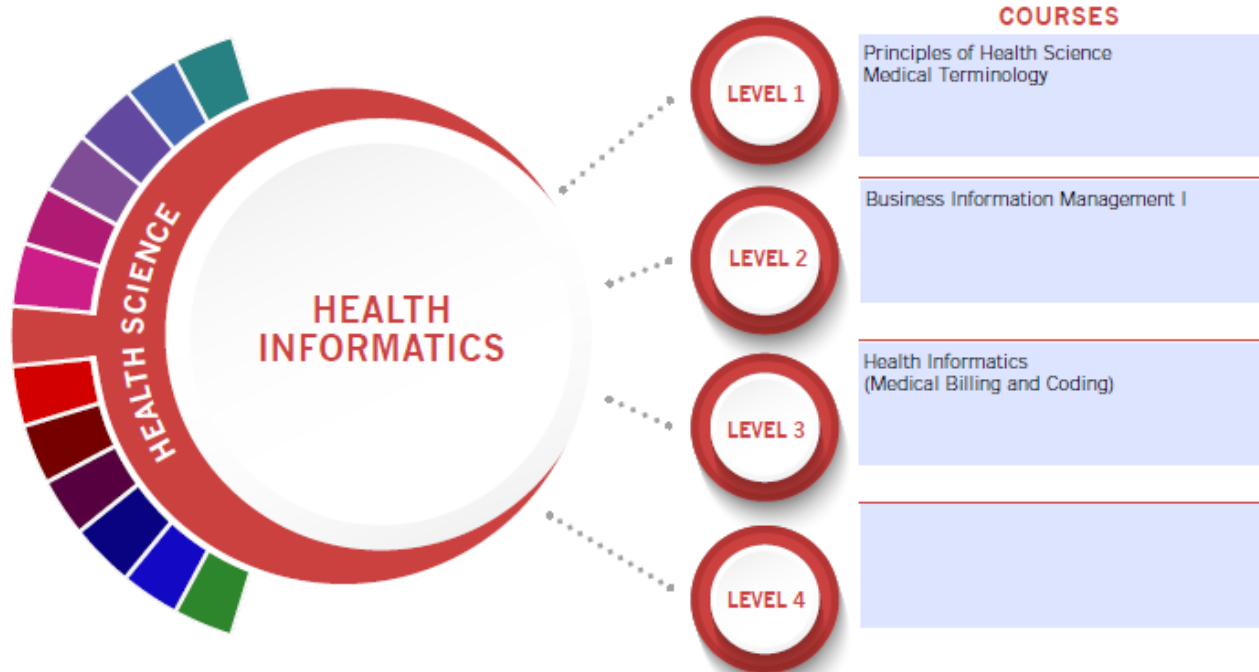 HEALTH SCIENCE
HEALTH
INFORMATICS
COURSES
LEVEL 1
Principles of Health Science
Medical Terminology
LEVEL 2
Business Information Management I
LEVEL 3
Health Informatics
(Medical Billing and Coding)
LEVEL 4